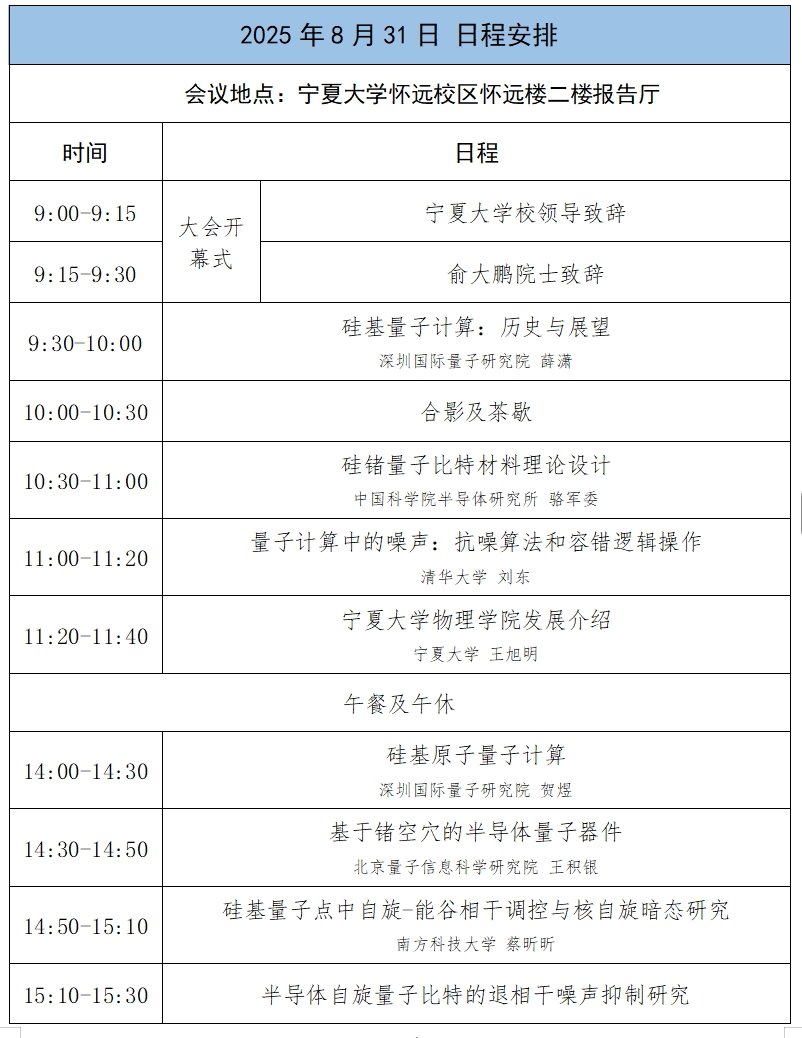 2025 年 8 月 31 日 日程安排
会议地点：宁夏大学怀远校区怀远楼二楼报告厅
时间 日程
9:00-9:15 大会开幕式 宁夏大学校领导致辞
9:15-9:30 俞大鹏院士致辞
9:30-10:00 硅基量子计算：历史与展望
深圳国际量子研究院 薛潇
10:00-10:30 合影及茶歇
10:30-11:00 硅锗量子比特材料理论设计
中国科学院半导体研究所 骆军委
11:00-11:20 量子计算中的噪声：抗噪算法和容错逻辑操作
清华大学 刘东
11:20-11:40 宁夏大学物理学院发展介绍
宁夏大学 王旭明
午餐及午休
14:00-14:30 硅基原子量子计算
深圳国际量子研究院 贺煜
14:30-14:50 基于锗空穴的半导体量子器件
北京量子信息科学研究院 王积银
14:50-15:10 硅基量子点中自旋-能谷相干调控与核自旋暗态研究
南方科技大学 蔡昕昕
15:10-15:30 半导体自旋量子比特的退相干噪声抑制研究